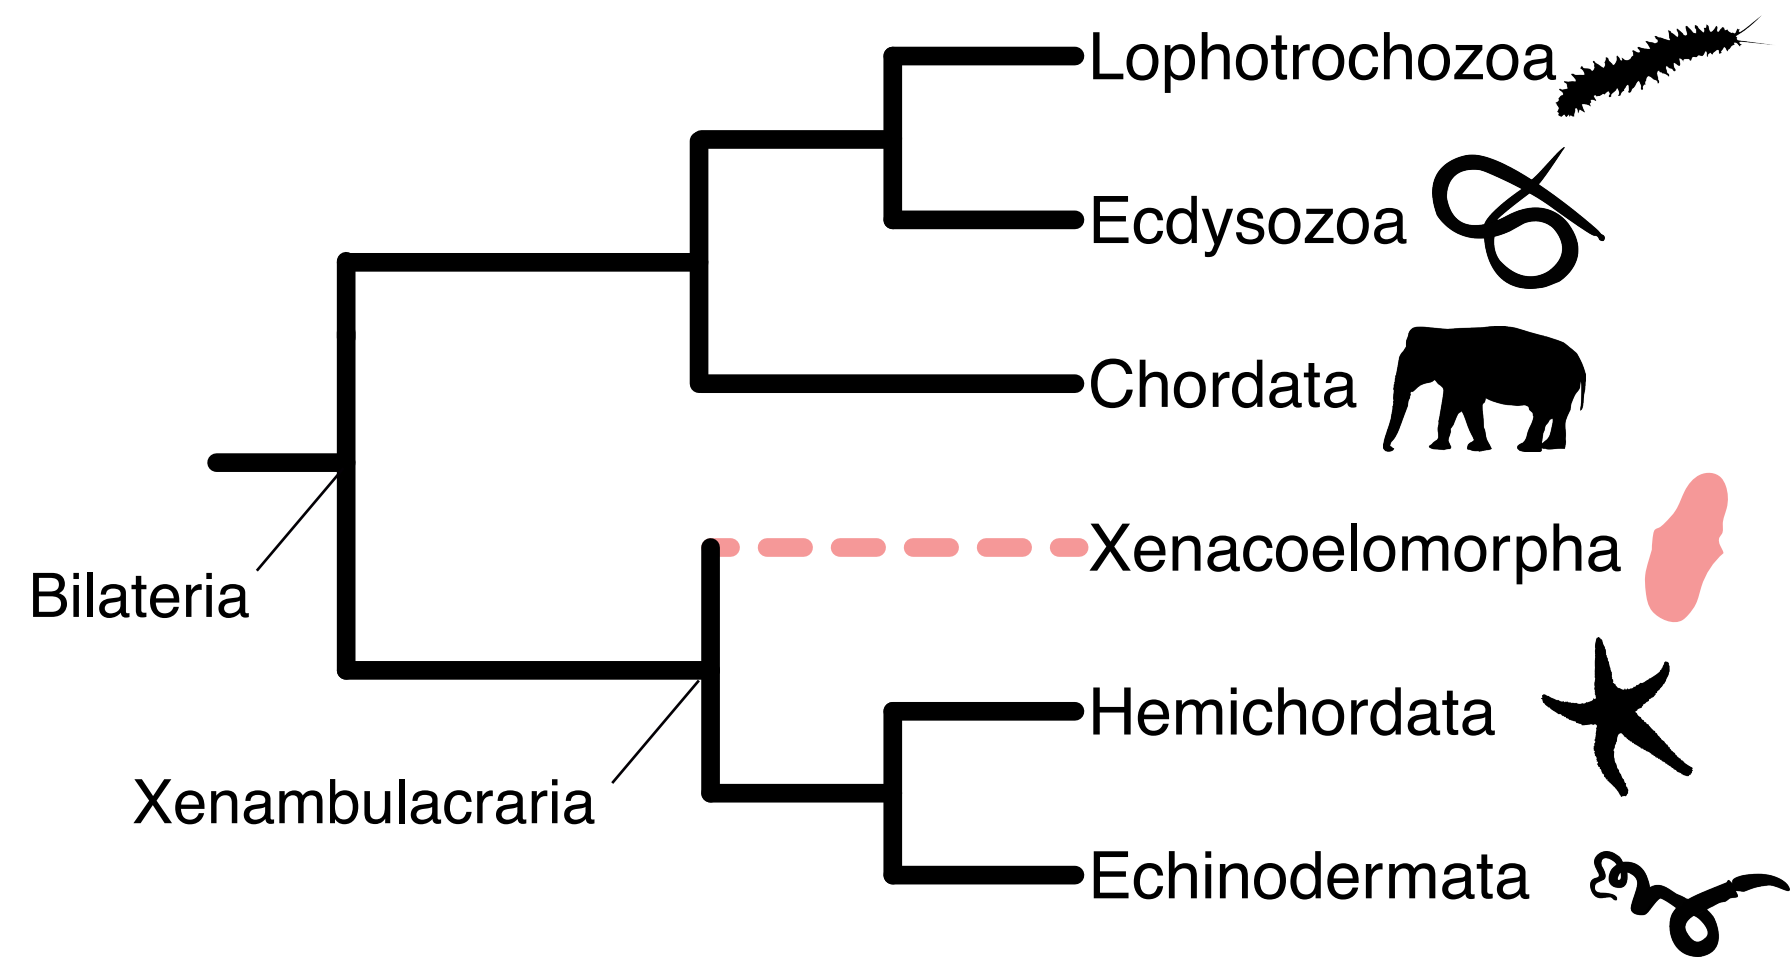 Lophotrochozoa
Ecdysozoa
Chordata
Xenacoelomorpha
Bilateria
Hemichordata
Xenambulacraria
Echinodermata